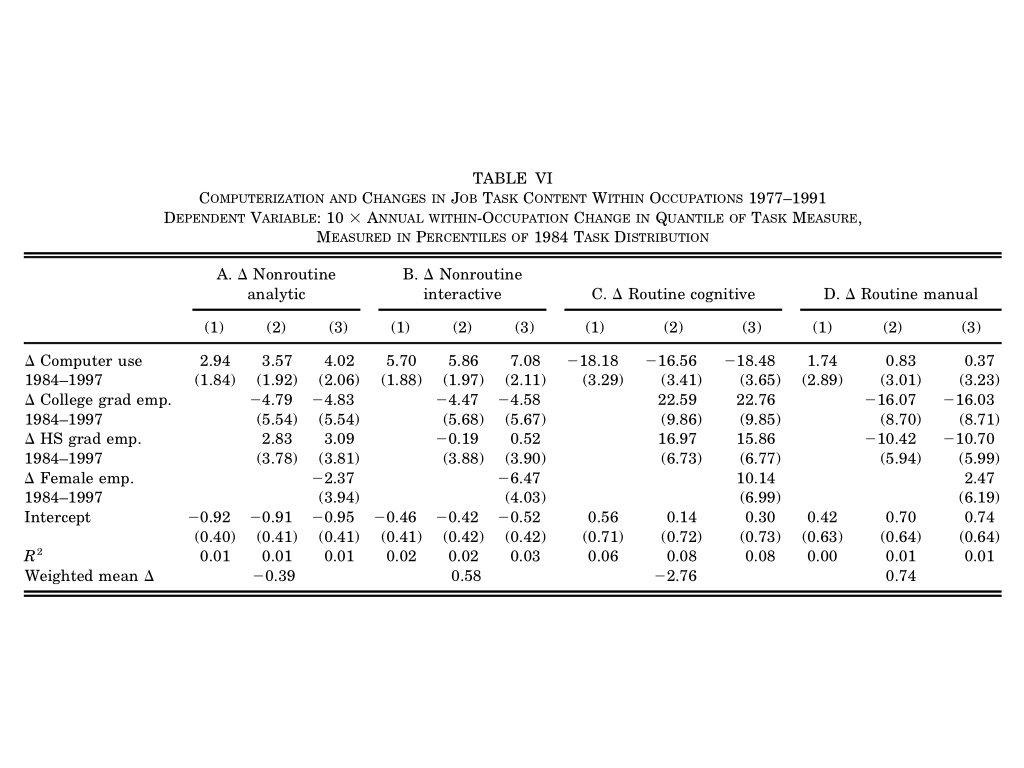 TABLE VI
COMPUTERIZATION AND CHANGES IN JOB TASK CONTENT WITHIN OCCUPATIONS 1977–1991
DEPENDENT VARIABLE: 10 × ANNUAL WITHIN-OCCUPATION CHANGE IN QUANTILE OF TASK MEASURE,
MEASURED IN PERCENTILES OF 1984 TASK DISTRIBUTION
A. Δ Nonroutine analytic B. Δ Nonroutine interactive C. Δ Routine cognitive D. Δ Routine manual
(1) (2) (3) (1) (2) (3) (1) (2) (3) (1) (2) (3)
Δ Computer use 2.94 3.57 4.02 5.70 5.86 7.08 −18.18 −16.56 −18.48 1.74 0.83 0.37
1984–1997 (1.84) (1.92) (2.06) (1.88) (1.97) (2.11) (3.29) (3.41) (3.65) (2.89) (3.01) (3.23)
Δ College grad emp. −4.79 −4.83 −4.47 −4.58 22.59 22.76 −16.07 −16.03
1984–1997 (5.54) (5.54) (5.68) (5.67) (9.86) (9.85) (8.70) (8.71)
Δ HS grad emp. 2.83 3.09 −0.19 0.52 16.97 15.86 −10.42 −10.70
1984–1997 (3.78) (3.81) (3.88) (3.90) (6.73) (6.77) (5.94) (5.99)
Δ Female emp. −2.37 −6.47 10.14 2.47
1984–1997 (3.94) (4.03) (6.99) (6.19)
Intercept −0.92 −0.91 −0.95 −0.46 −0.42 −0.52 0.56 0.14 0.30 0.42 0.70 0.74
(0.40) (0.41) (0.41) (0.41) (0.42) (0.42) (0.71) (0.72) (0.73) (0.63) (0.64) (0.64)
R² 0.01 0.01 0.01 0.02 0.02 0.03 0.06 0.08 0.08 0.00 0.01 0.01
Weighted mean Δ −0.39 0.58 −2.76 0.74